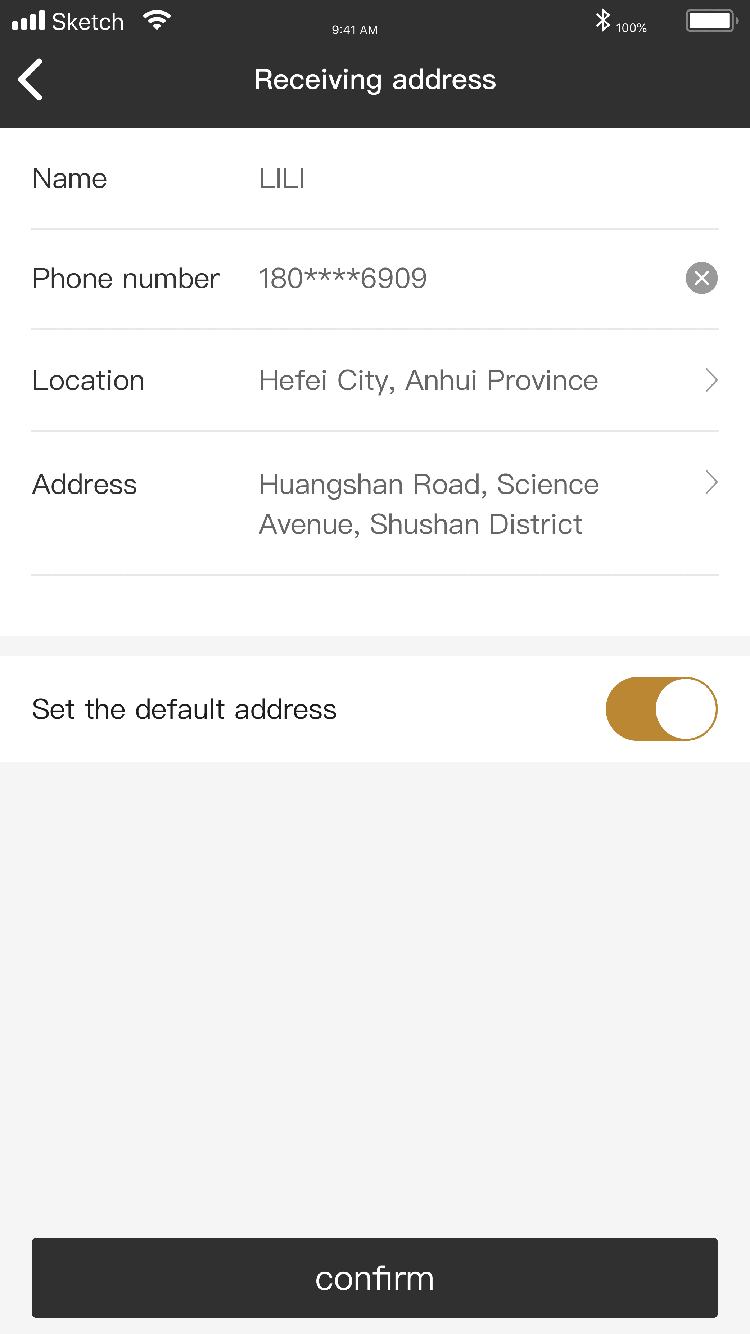 Sketch 9:41 AM 100%
Receiving address
Name LILI
Phone number 180****6909
Location Hefei City, Anhui Province
Address Huangshan Road, Science
Avenue, Shushan District
Set the default address
confirm